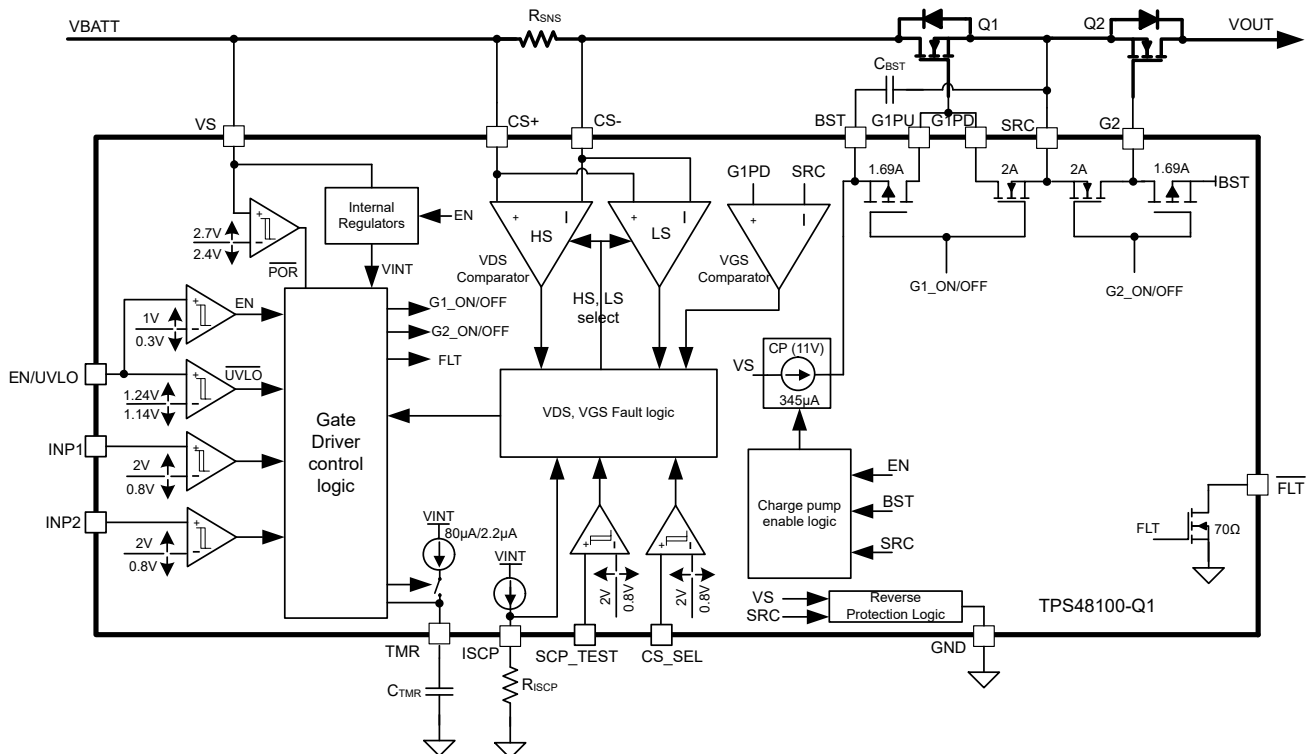 VBATT
RSNS
Q1
Q2
VOUT
CBST
VS
CS+
CS-
BST
G1PU
G1PD
SRC
G2
1.69A
2A
2A
1.69A
BST
G1PD
SRC
Internal
Regulators
EN
+
−
2.7V
2.4V
POR
VINT
+
HS
VDS
Comparator
+
LS
+
VGS
Comparator
HS, LS
select
G1_ON/OFF
G2_ON/OFF
EN
1V
0.3V
G1_ON/OFF
G2_ON/OFF
FLT
EN/UVLO
UVLO
1.24V
1.14V
CP (11V)
VS
345µA
VDS, VGS Fault logic
Gate
Driver
control
logic
INP1
2V
0.8V
INP2
2V
0.8V
EN
BST
SRC
Charge pump
enable logic
FLT
FLT
70Ω
VINT
80µA/2.2µA
VINT
2V
0.8V
2V
0.8V
VS
SRC
Reverse
Protection Logic
TPS48100-Q1
TMR
ISCP
SCP_TEST
CS_SEL
GND
CTMR
RISCP